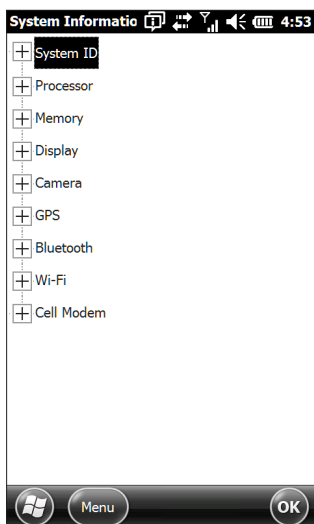 System Informatio 4:53
System ID
Processor
Memory
Display
Camera
GPS
Bluetooth
Wi-Fi
Cell Modem
Menu OK